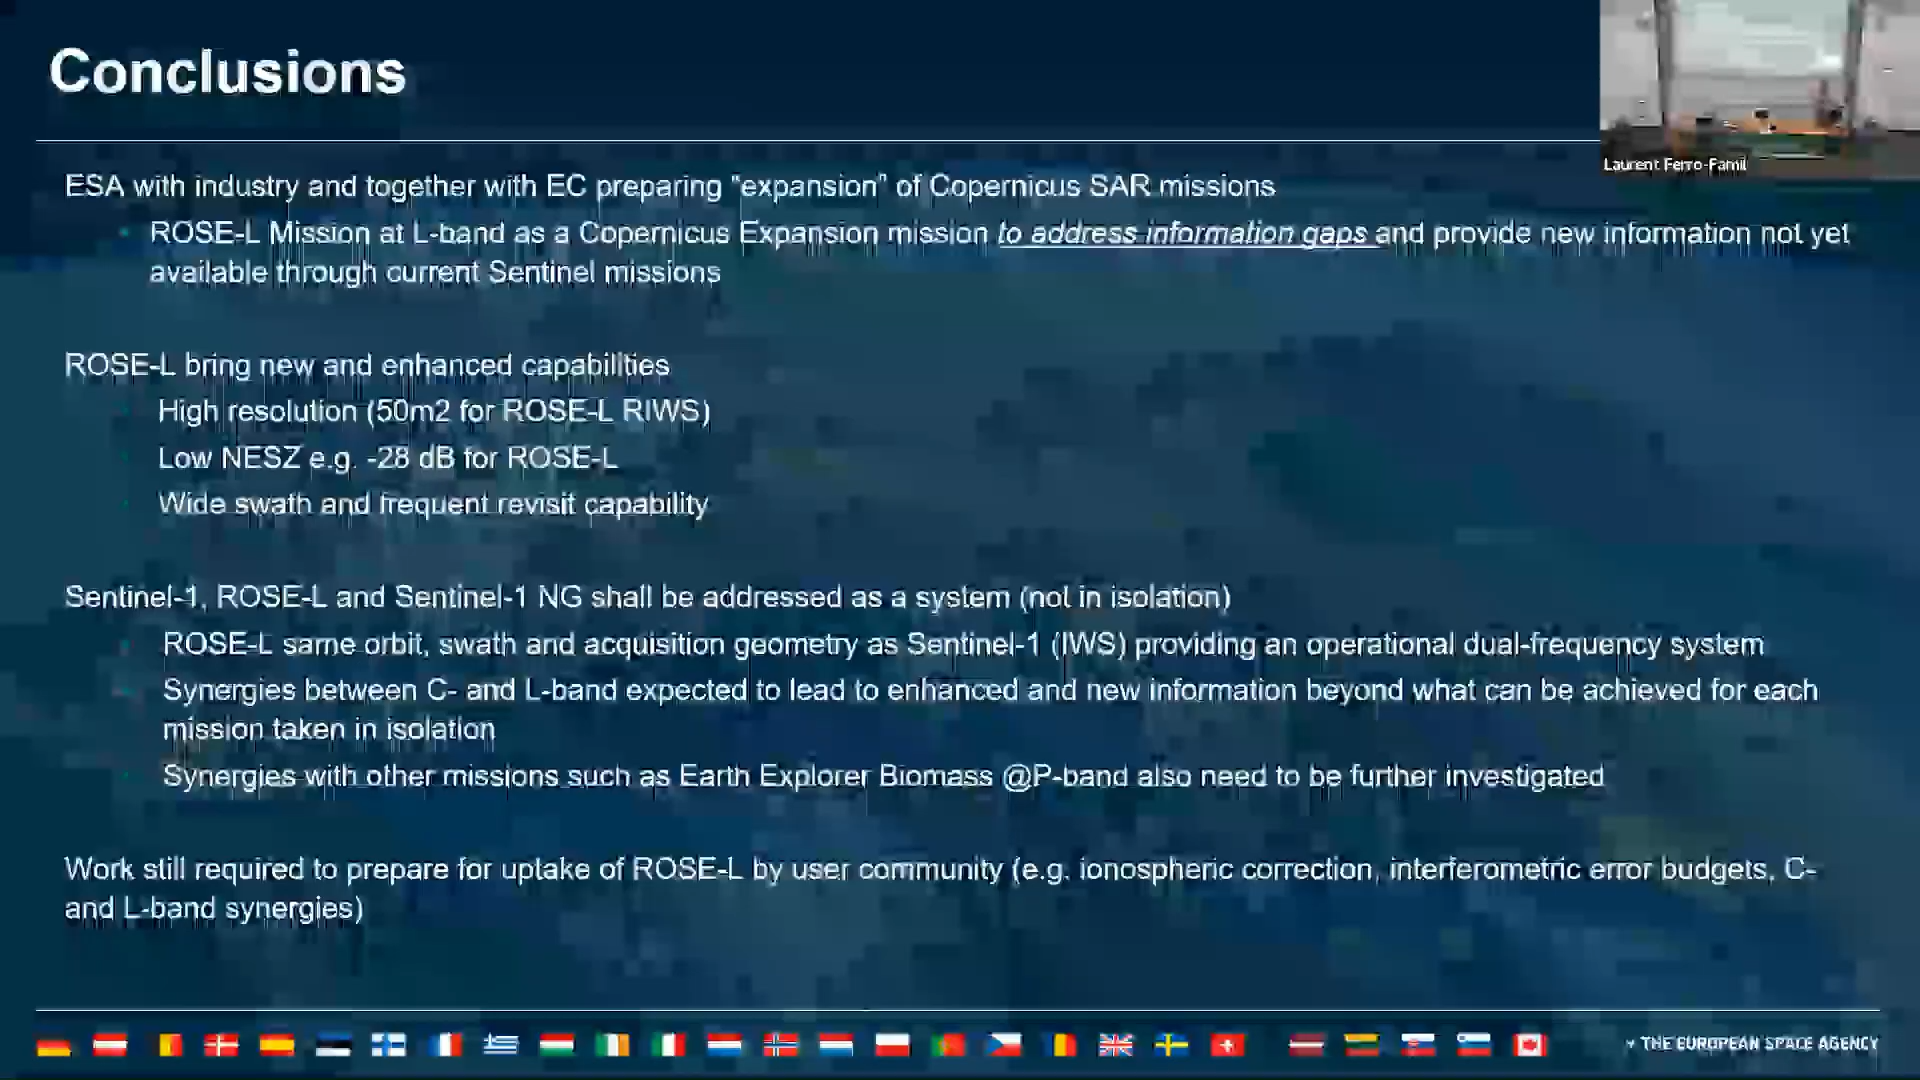 Conclusions
Laurent Ferro-Famil
ESA with industry and together with EC preparing "expansion" of Copernicus SAR missions
ROSE-L Mission at L-band as a Copernicus Expansion mission to address information gaps and provide new information not yet
available through current Sentinel missions
ROSE-L bring new and enhanced capabilities
High resolution (50m2 for ROSE-L RIWS)
Low NESZ e.g. -28 dB for ROSE-L
Wide swath and frequent revisit capability
Sentinel-1, ROSE-L and Sentinel-1 NG shall be addressed as a system (not in isolation)
ROSE-L same orbit, swath and acquisition geometry as Sentinel-1 (IWS) providing an operational dual-frequency system
Synergies between C- and L-band expected to lead to enhanced and new information beyond what can be achieved for each
mission taken in isolation
Synergies with other missions such as Earth Explorer Biomass @P-band also need to be further investigated
Work still required to prepare for uptake of ROSE-L by user community (e.g. ionospheric correction, interferometric error budgets, C-
and L-band synergies)
THE EUROPEAN SPACE AGENCY